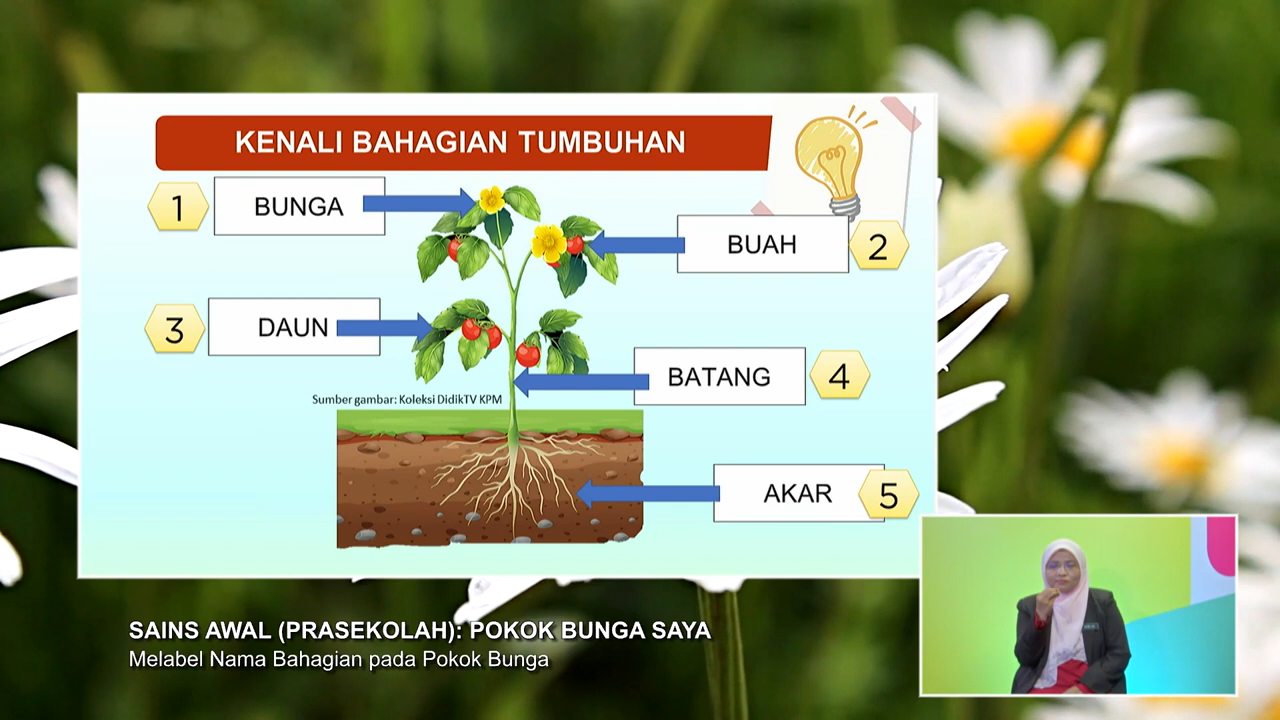 KENALI BAHAGIAN TUMBUHAN
1 BUNGA
BUAH 2
3 DAUN
BATANG 4
Sumber gambar: Koleksi DidikTV KPM
AKAR 5
SAINS AWAL (PRASEKOLAH): POKOK BUNGA SAYA
Melabel Nama Bahagian pada Pokok Bunga